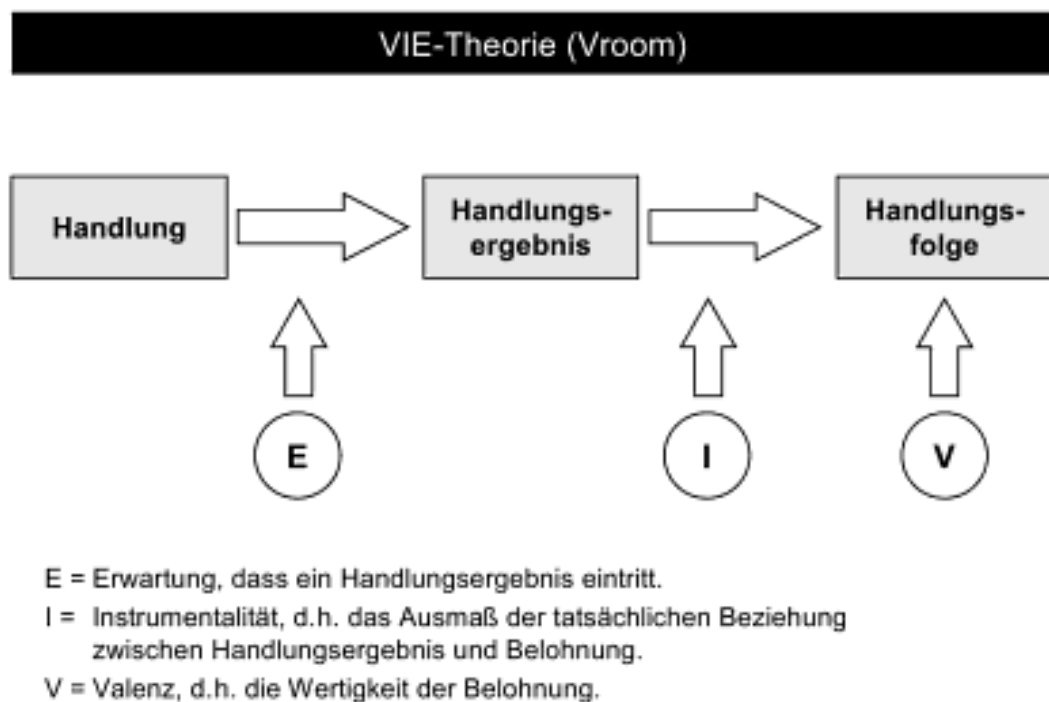 VIE-Theorie (Vroom)
Handlung
Handlungs-
ergebnis
Handlungs-
folge
E
I
V
E = Erwartung, dass ein Handlungsergebnis eintritt.
I = Instrumentalität, d.h. das Ausmaß der tatsächlichen Beziehung
zwischen Handlungsergebnis und Belohnung.
V = Valenz, d.h. die Wertigkeit der Belohnung.